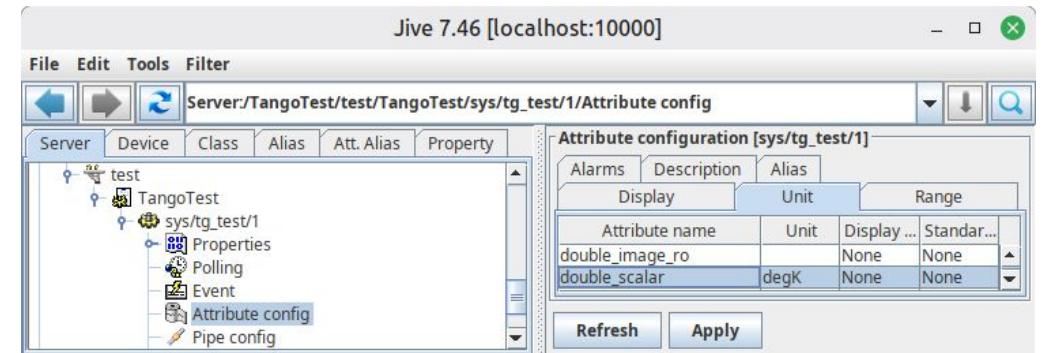 Jive 7.46 [localhost:10000]
File Edit Tools Filter
Server:/TangoTest/test/TangoTest/sys/tg_test/1/Attribute config
Server Device Class Alias Att. Alias Property
test
TangoTest
sys/tg_test/1
Properties
Polling
Event
Attribute config
Pipe config
Attribute configuration [sys/tg_test/1]
Alarms Description Alias
Display Unit Range
Attribute name Unit Display ... Standar...
double_image_ro None None
double_scalar degK None None
Refresh Apply